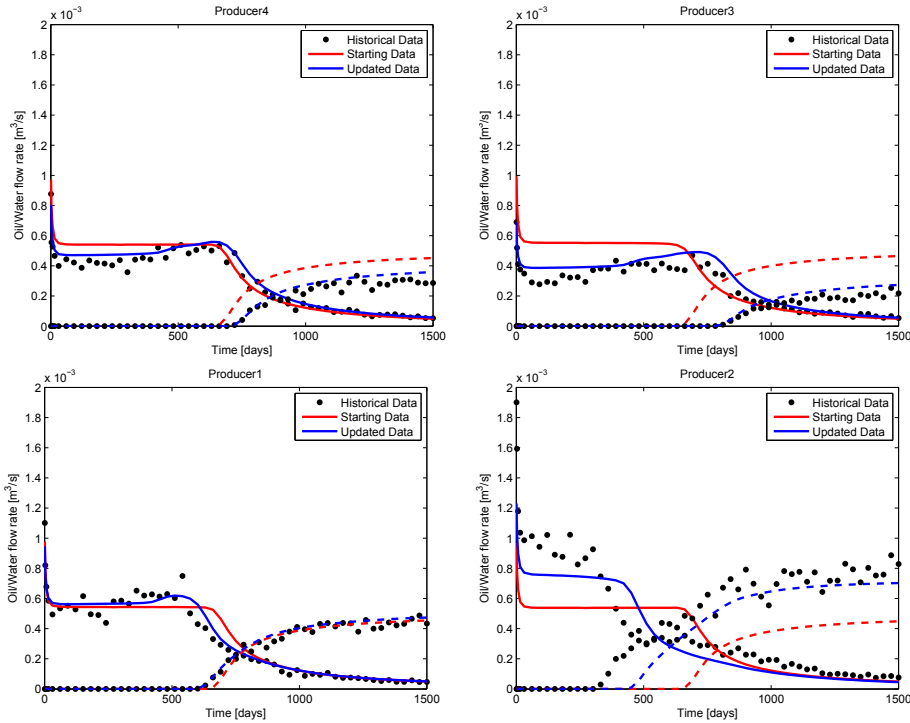 Producer4
x 10⁻³
2
1.8
1.6
1.4
1.2
1
0.8
0.6
0.4
0.2
0
Oil/Water flow rate [m³/s]
Historical Data
Starting Data
Updated Data
0 500 1000 1500
Time [days]
Producer3
x 10⁻³
2
1.8
1.6
1.4
1.2
1
0.8
0.6
0.4
0.2
0
Oil/Water flow rate [m³/s]
Historical Data
Starting Data
Updated Data
0 500 1000 1500
Time [days]
Producer1
x 10⁻³
2
1.8
1.6
1.4
1.2
1
0.8
0.6
0.4
0.2
0
Oil/Water flow rate [m³/s]
Historical Data
Starting Data
Updated Data
0 500 1000 1500
Time [days]
Producer2
x 10⁻³
2
1.8
1.6
1.4
1.2
1
0.8
0.6
0.4
0.2
0
Oil/Water flow rate [m³/s]
Historical Data
Starting Data
Updated Data
0 500 1000 1500
Time [days]